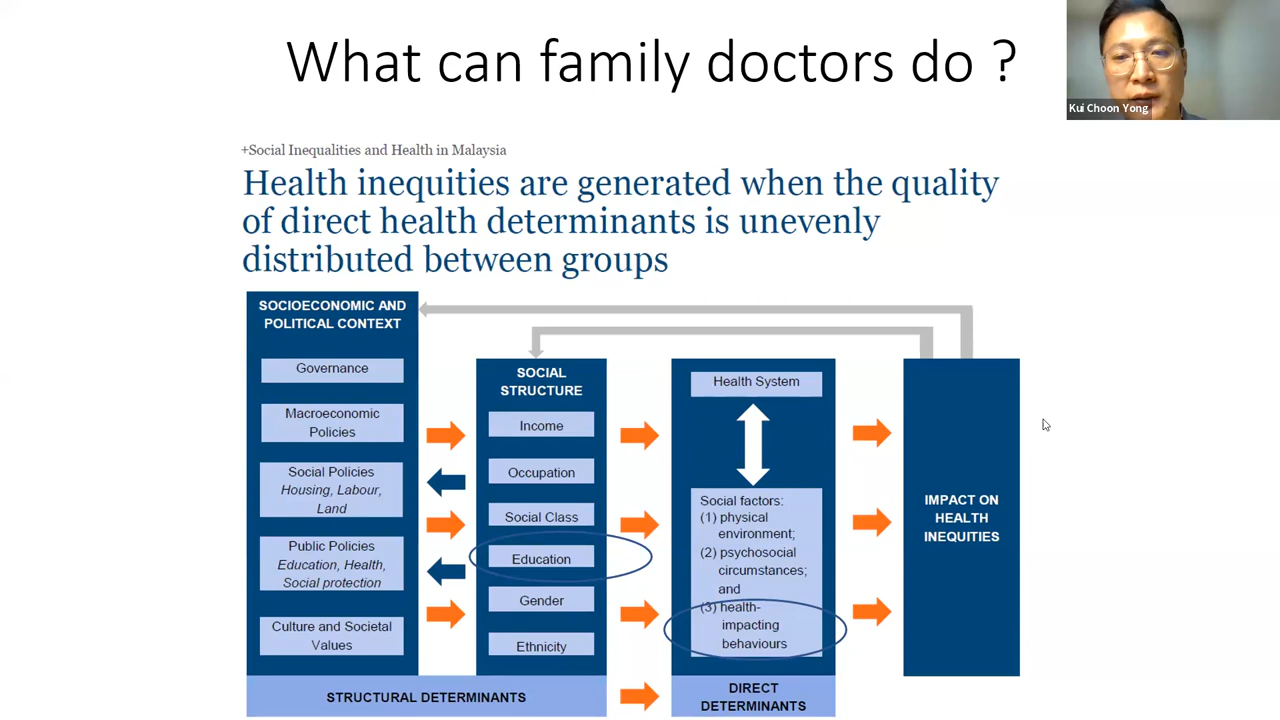 What can family doctors do ?
Kui Choon Yong
+Social Inequalities and Health in Malaysia
Health inequities are generated when the quality
of direct health determinants is unevenly
distributed between groups
SOCIOECONOMIC AND
POLITICAL CONTEXT
Governance
Macroeconomic
Policies
Social Policies
Housing, Labour,
Land
Public Policies
Education, Health,
Social protection
Culture and Societal
Values
SOCIAL
STRUCTURE
Income
Occupation
Social Class
Education
Gender
Ethnicity
STRUCTURAL DETERMINANTS
Health System
Social factors:
(1) physical
environment;
(2) psychosocial
circumstances;
and
(3) health-
impacting
behaviours
DIRECT
DETERMINANTS
IMPACT ON
HEALTH
INEQUITIES